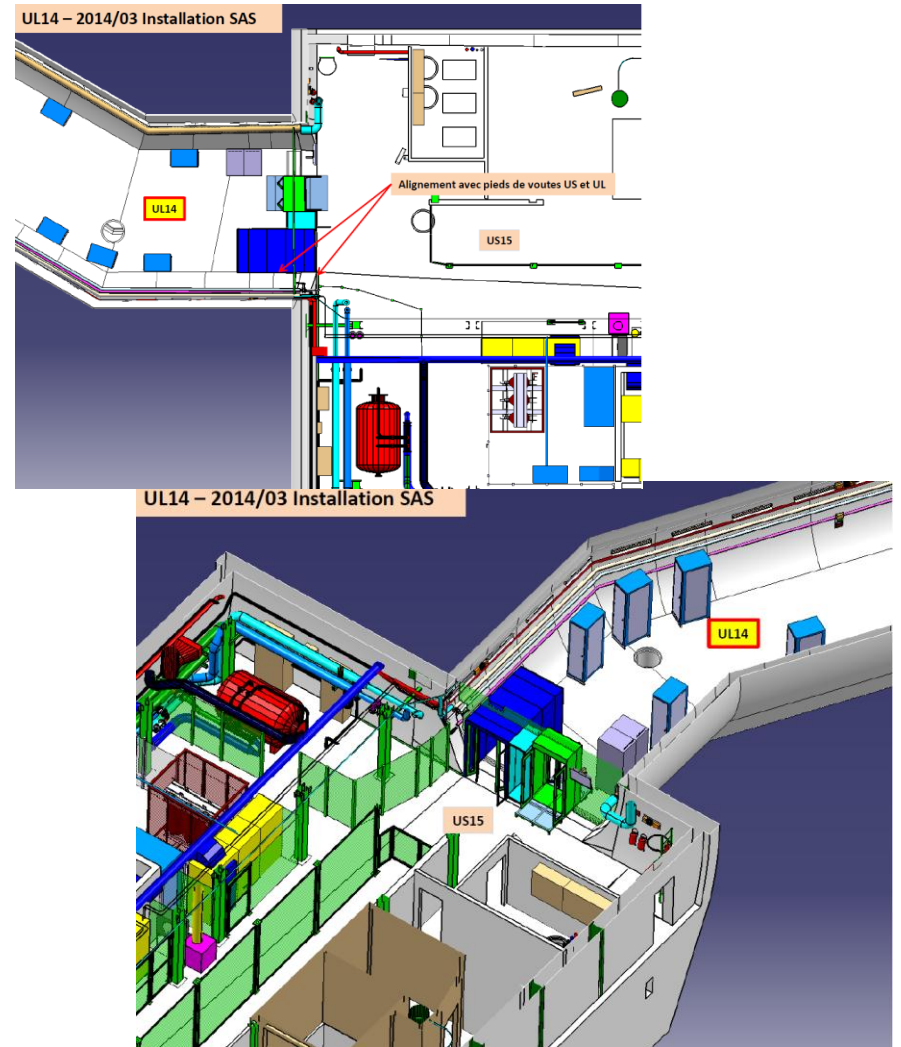 UL14 – 2014/03 Installation SAS
Alignement avec pieds de voutes US et UL
UL14
US15
UL14 – 2014/03 Installation SAS
UL14
US15